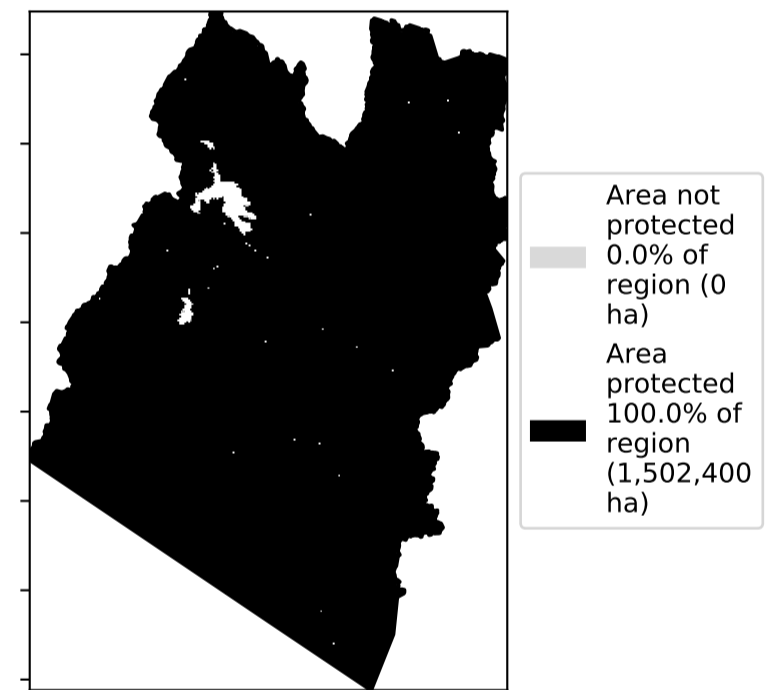 Area not
protected
0.0% of
region (0
ha)
Area
protected
100.0% of
region
(1,502,400
ha)